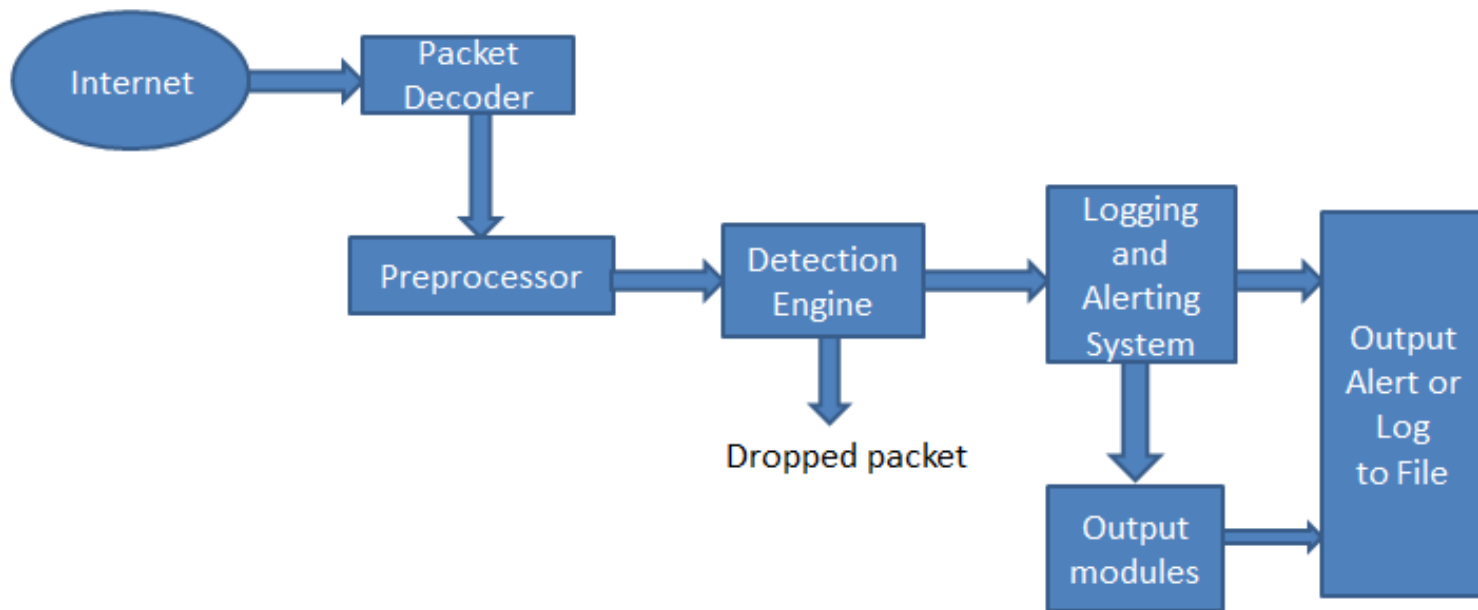 Internet
Packet
Decoder
Preprocessor
Detection
Engine
Dropped packet
Logging
and
Alerting
System
Output
modules
Output
Alert or
Log
to File